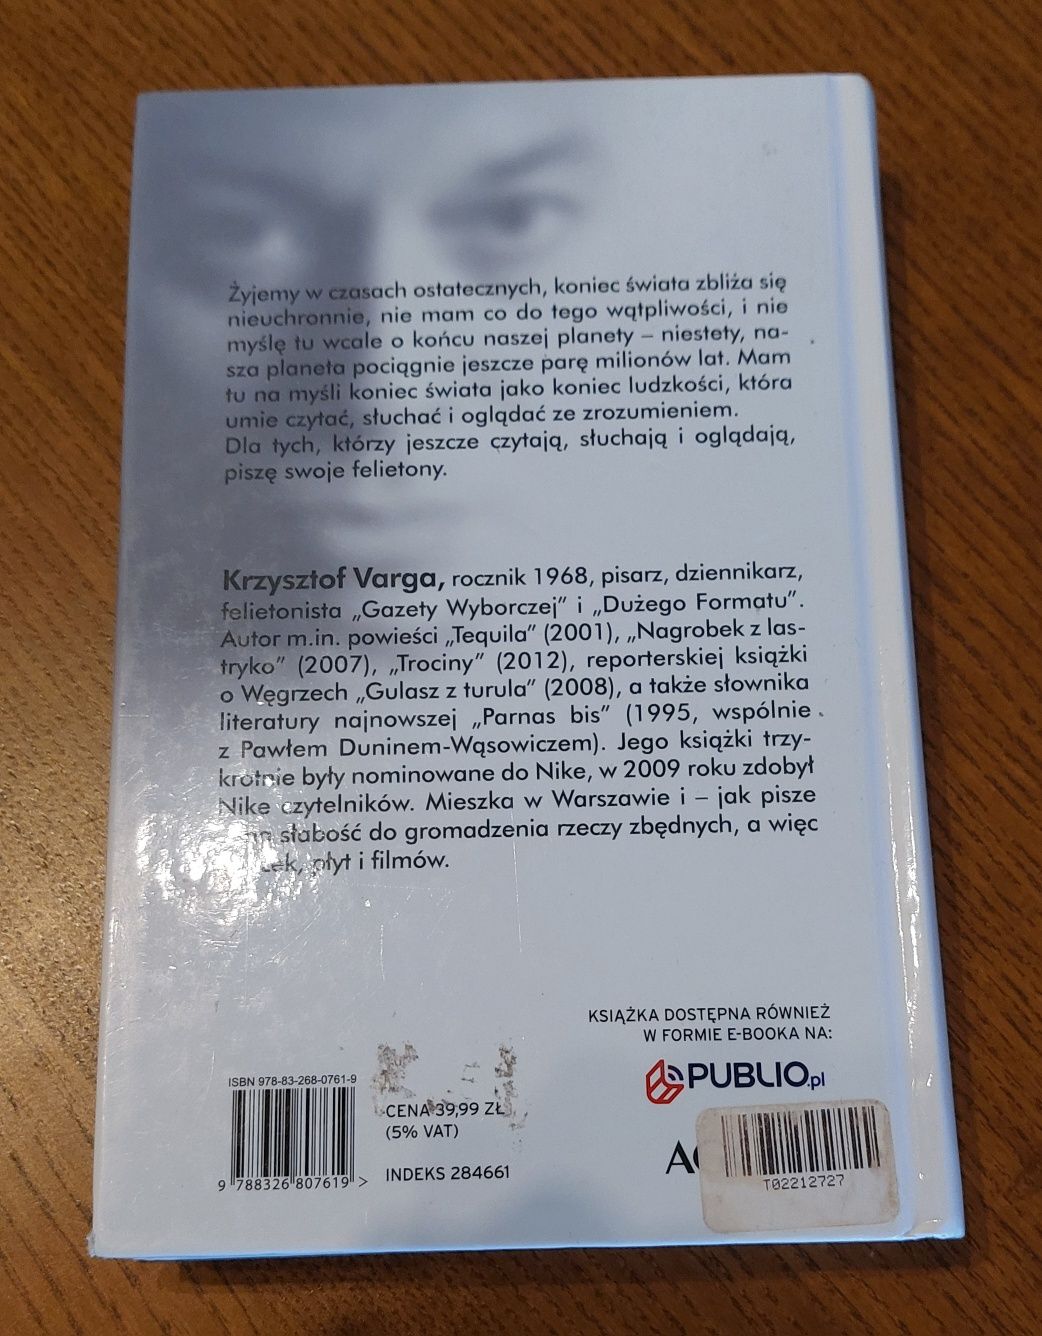 Żyjemy w czasach ostatecznych, koniec świata zbliża się
nieuchronnie, nie mam co do tego wątpliwości, i nie
myślę tu wcale o końcu naszej planety – niestety, na-
sza planeta pociągnie jeszcze parę milionów lat. Mam
tu na myśli koniec świata jako koniec ludzkości, która
umie czytać, słuchać i oglądać ze zrozumieniem.
Dla tych, którzy jeszcze czytają, słuchają i oglądają,
piszę swoje felietony.
Krzysztof Varga, rocznik 1968, pisarz, dziennikarz,
felietonista „Gazety Wyborczej” i „Dużego Formatu”.
Autor m.in. powieści „Tequila” (2001), „Nagrobek z las-
tryko” (2007), „Trociny” (2012), reporterskiej książki
o Węgrzech „Gulasz z turula” (2008), a także słownika
literatury najnowszej „Parnas bis” (1995, wspólnie
z Pawłem Duninem-Wąsowiczem). Jego książki trzy-
krotnie były nominowane do Nike, w 2009 roku zdobył
Nike czytelników. Mieszka w Warszawie i – jak pisze
słabość do gromadzenia rzeczy zbędnych, a więc
płyt i filmów.
KSIĄŻKA DOSTĘPNA RÓWNIEŻ
W FORMIE E-BOOKA NA:
PUBLIO.pl
ISBN 978-83-268-0761-9
9 788326 807619 >
CENA 39,99 ZŁ
(5% VAT)
INDEKS 284661
T02212727